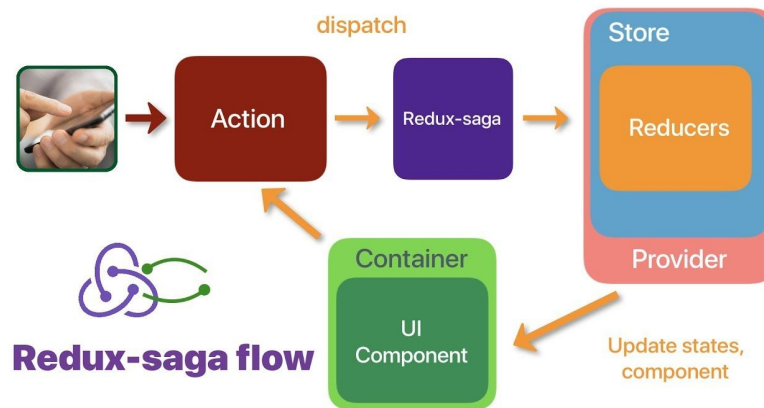 dispatch
Store
Action
Redux-saga
Reducers
Container
Provider
UI
Component
Redux-saga flow
Update states,
component